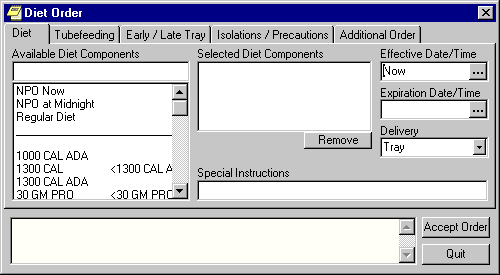 Diet Order
Diet Tubefeeding Early / Late Tray Isolations / Precautions Additional Order
Available Diet Components
NPO Now
NPO at Midnight
Regular Diet
1000 CAL ADA
1300 CAL <1300 CAL A
1300 CAL ADA
30 GM PRO <30 GM PRO
Selected Diet Components
Remove
Special Instructions
Effective Date/Time
Now
...
Expiration Date/Time
...
Delivery
Tray
Accept Order
Quit